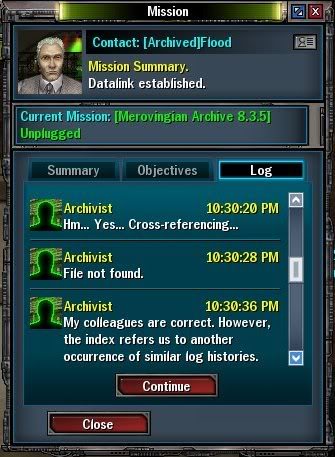 Mission
Contact: [Archived]Flood
Mission Summary.
Datalink established.
Current Mission: [Merovingian Archive 8.3.5]
Unplugged
Summary Objectives Log
Archivist 10:30:20 PM
Hm... Yes... Cross-referencing...
Archivist 10:30:28 PM
File not found.
Archivist 10:30:36 PM
My colleagues are correct. However,
the index refers us to another
occurrence of similar log histories.
Continue
Close